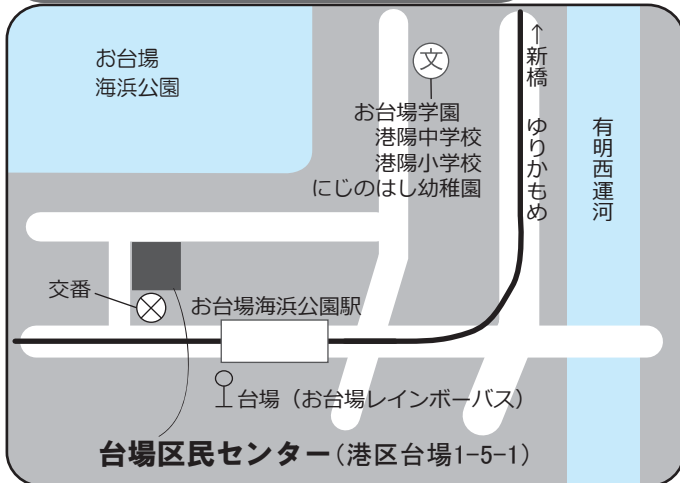 お台場
海浜公園
文
お台場学園
港陽中学校
港陽小学校
にじのはし幼稚園
←新橋　ゆりかもめ
有明西運河
交番
お台場海浜公園駅
台場（お台場レインボーバス）
台場区民センター(港区台場1-5-1)